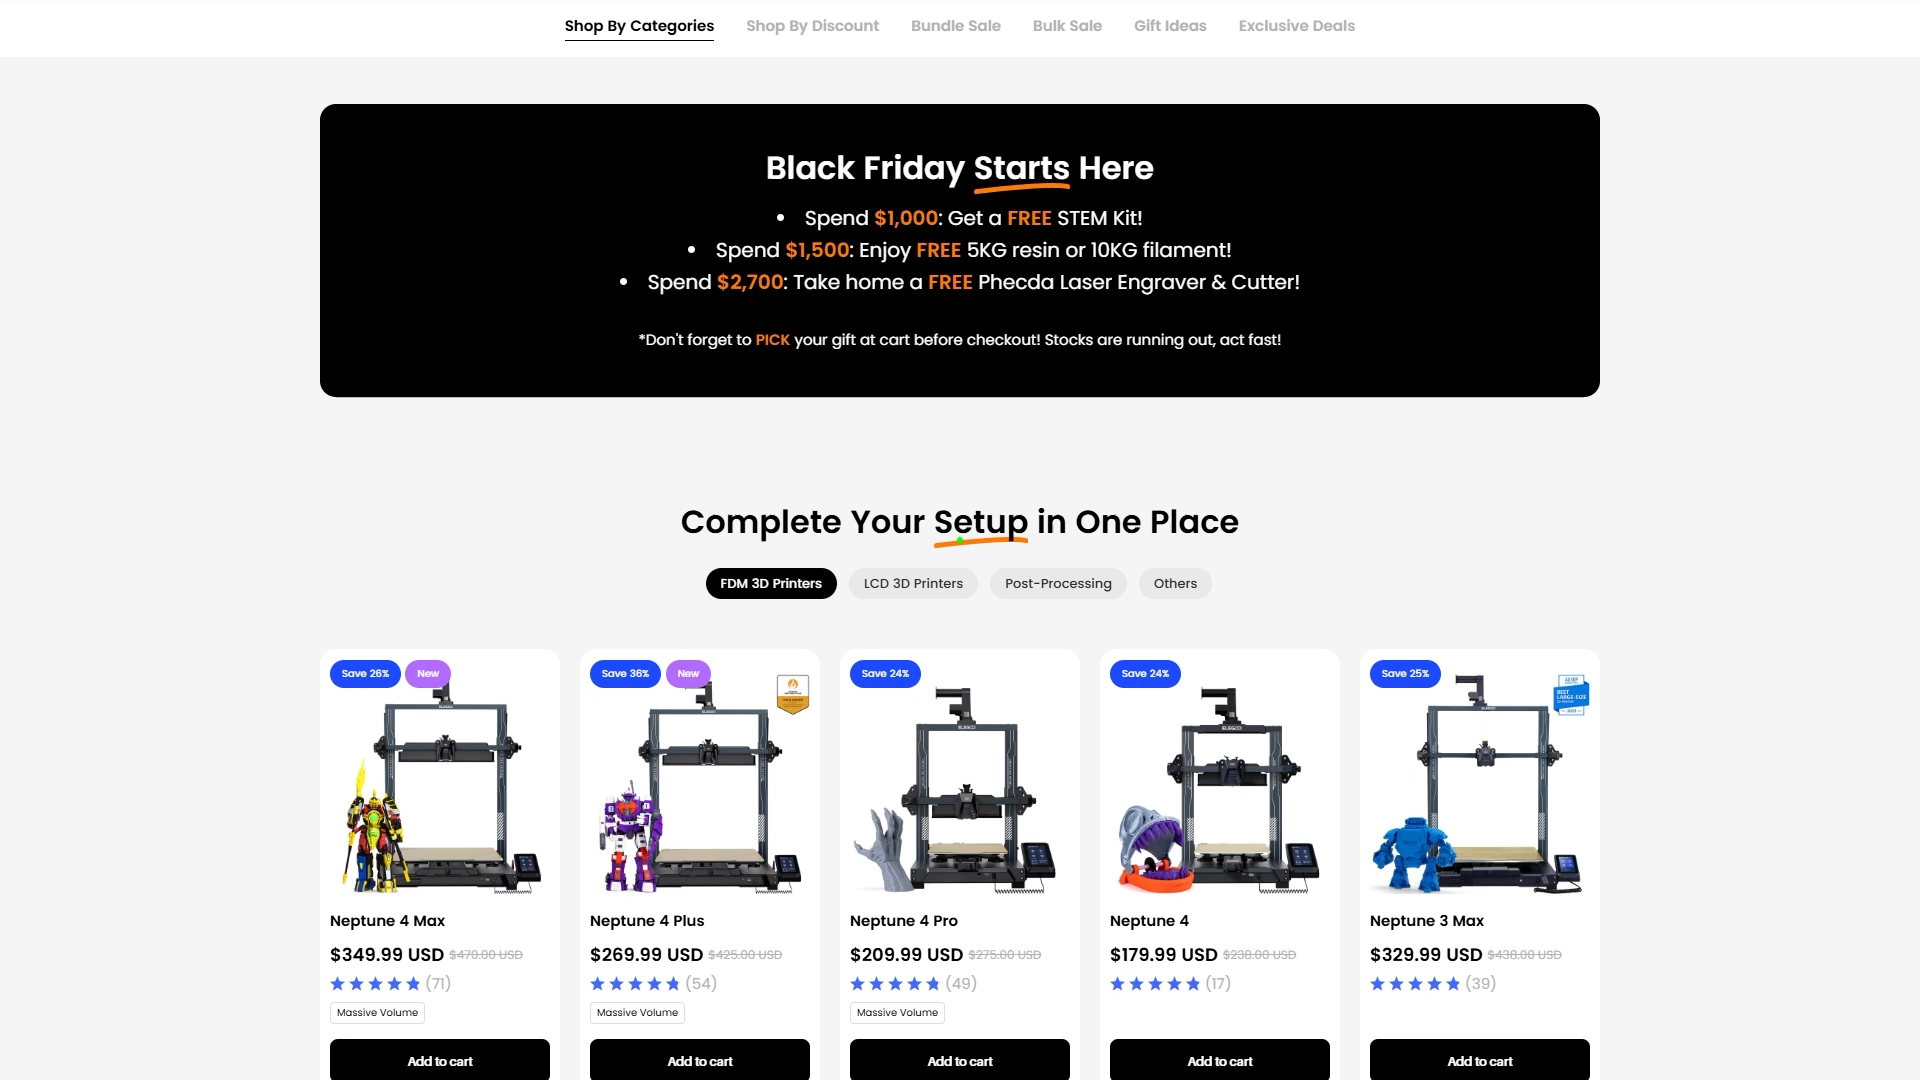 Shop By Categories Shop By Discount Bundle Sale Bulk Sale Gift Ideas Exclusive Deals
Black Friday Starts Here
• Spend $1,000: Get a FREE STEM Kit!
• Spend $1,500: Enjoy FREE 5KG resin or 10KG filament!
• Spend $2,700: Take home a FREE Phecda Laser Engraver & Cutter!
*Don't forget to PICK your gift at cart before checkout! Stocks are running out, act fast!
Complete Your Setup in One Place
FDM 3D Printers LCD 3D Printers Post-Processing Others
Save 26% New
Save 36% New
Save 24%
Save 24%
Save 25%
BEST
LARGE-SIZE
ELEGOO
Neptune 4 Max
$349.99 USD $470.00 USD
(71)
Massive Volume
Add to cart
Neptune 4 Plus
$269.99 USD $425.00 USD
(54)
Massive Volume
Add to cart
Neptune 4 Pro
$209.99 USD $275.00 USD
(49)
Massive Volume
Add to cart
Neptune 4
$179.99 USD $238.00 USD
(17)
Add to cart
Neptune 3 Max
$329.99 USD $438.00 USD
(39)
Add to cart